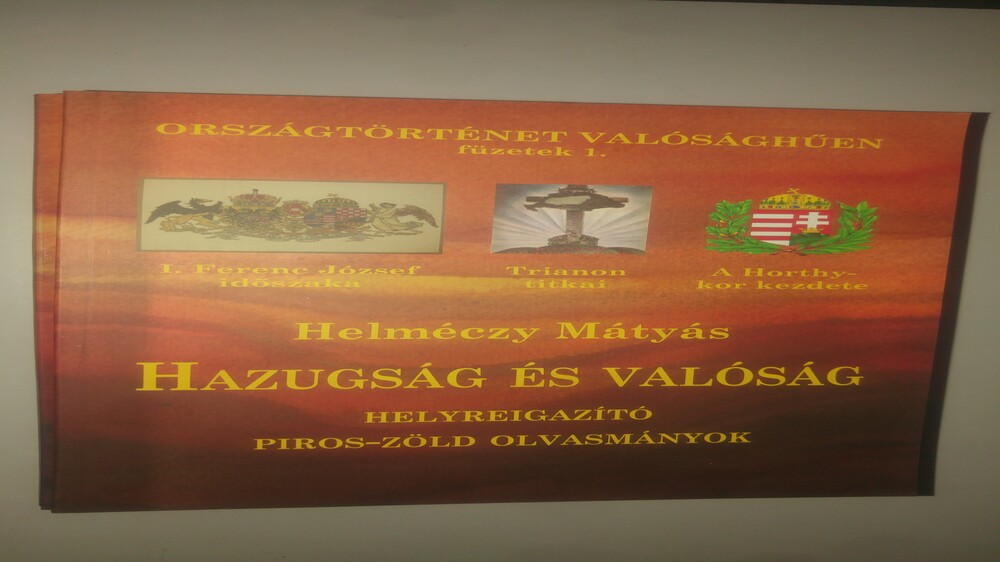 ORSZÁGTÖRTÉNET VALÓSÁGHŰEN
füzetek 1.
I. Ferenc József
időszaka
Trianon
titkai
A Horthy-
kor kezdete
Helméczy Mátyás
HAZUGSÁG ÉS VALÓSÁG
HELYREIGAZÍTÓ
PIROS–ZÖLD OLVASMÁNYOK